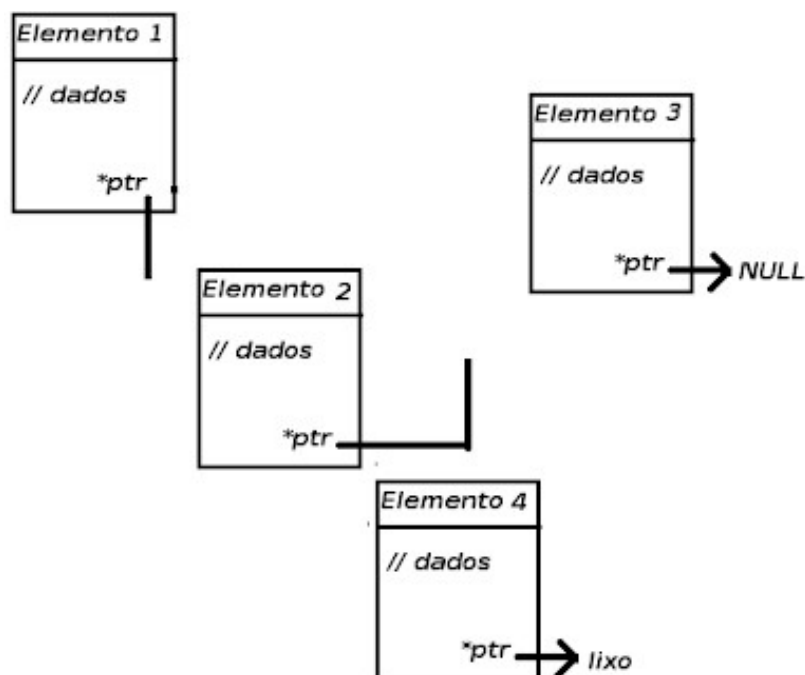 Elemento 1
// dados
*ptr
Elemento 3
// dados
*ptr
NULL
Elemento 2
// dados
*ptr
Elemento 4
// dados
*ptr
lixo